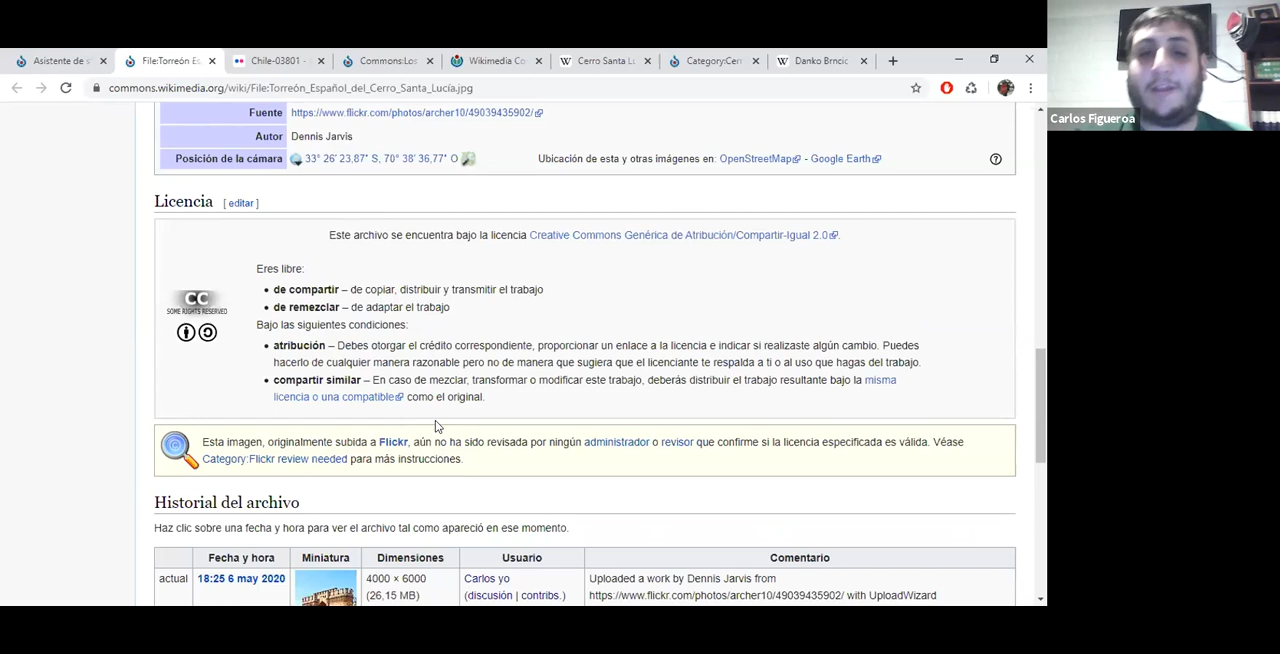 Asistente de s
File:Torreón Es
Chile-03801 -
Commons:Los
Wikimedia Co
Cerro Santa Lu
Category:Cerr
Danko Brncic
commons.wikimedia.org/wiki/File:Torreón_Español_del_Cerro_Santa_Lucía.jpg
Carlos Figueroa
Fuente https://www.flickr.com/photos/archer10/49039435902/
Autor Dennis Jarvis
Posición de la cámara 33° 26′ 23,87″ S, 70° 38′ 36,77″ O Ubicación de esta y otras imágenes en: OpenStreetMap - Google Earth
Licencia [ editar ]
Este archivo se encuentra bajo la licencia Creative Commons Genérica de Atribución/Compartir-Igual 2.0.
Eres libre:
CC
SOME RIGHTS RESERVED
• de compartir – de copiar, distribuir y transmitir el trabajo
• de remezclar – de adaptar el trabajo
Bajo las siguientes condiciones:
• atribución – Debes otorgar el crédito correspondiente, proporcionar un enlace a la licencia e indicar si realizaste algún cambio. Puedes
hacerlo de cualquier manera razonable pero no de manera que sugiera que el licenciante te respalda a ti o al uso que hagas del trabajo.
• compartir similar – En caso de mezclar, transformar o modificar este trabajo, deberás distribuir el trabajo resultante bajo la misma
licencia o una compatible como el original.
Esta imagen, originalmente subida a Flickr, aún no ha sido revisada por ningún administrador o revisor que confirme si la licencia especificada es válida. Véase
Category:Flickr review needed para más instrucciones.
Historial del archivo
Haz clic sobre una fecha y hora para ver el archivo tal como apareció en ese momento.
Fecha y hora Miniatura Dimensiones Usuario Comentario
actual 18:25 6 may 2020 4000 × 6000 Carlos yo Uploaded a work by Dennis Jarvis from
(26,15 MB) (discusión | contribs.) https://www.flickr.com/photos/archer10/49039435902/ with UploadWizard